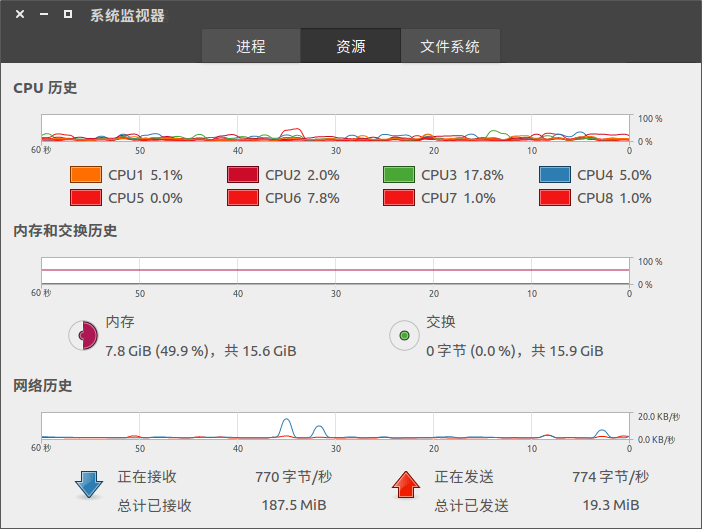 系统监视器
进程 资源 文件系统
CPU 历史
100 %
0 %
60 秒 50 40 30 20 10 0
CPU1 5.1% CPU2 2.0% CPU3 17.8% CPU4 5.0%
CPU5 0.0% CPU6 7.8% CPU7 1.0% CPU8 1.0%
内存和交换历史
100 %
0 %
60 秒 50 40 30 20 10 0
内存 交换
7.8 GiB (49.9 %)，共 15.6 GiB 0 字节 (0.0 %)，共 15.9 GiB
网络历史
20.0 KB/秒
0.0 KB/秒
60 秒 50 40 30 20 10 0
正在接收 770 字节/秒 正在发送 774 字节/秒
总计已接收 187.5 MiB 总计已发送 19.3 MiB